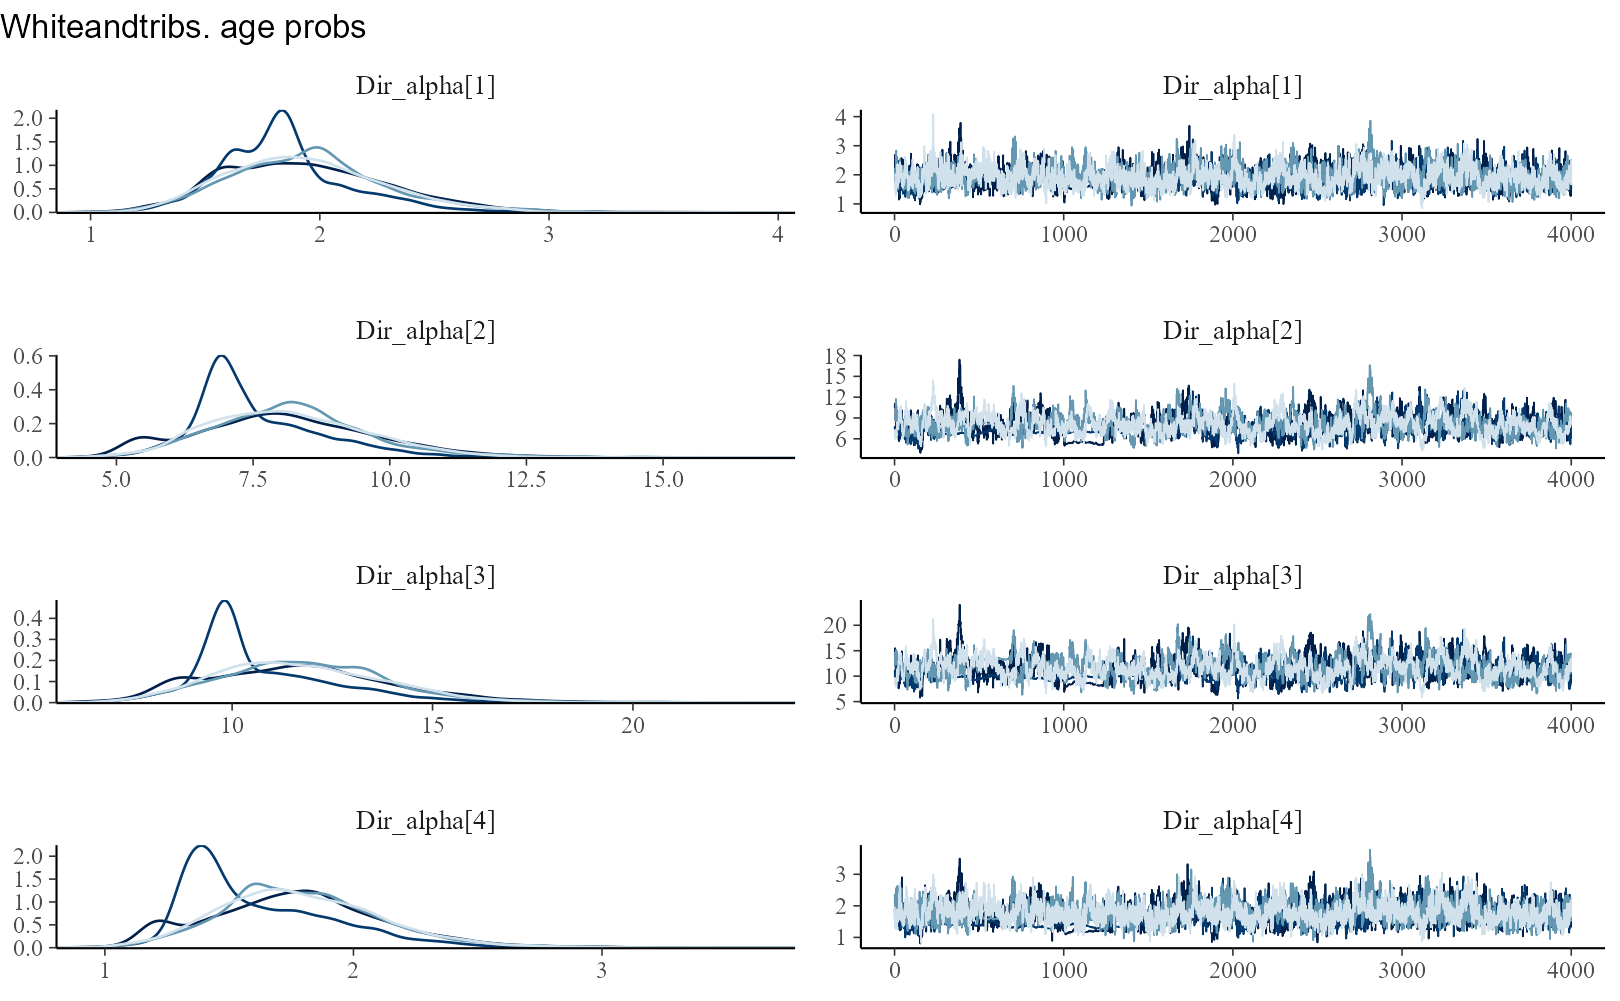 Whiteandtribs. age probs
Dir_alpha[1]
Dir_alpha[1]
2.0
1.5
1.0
0.5
0.0
1 2 3 4
4
3
2
1
0 1000 2000 3000 4000
Dir_alpha[2]
Dir_alpha[2]
0.6
0.4
0.2
0.0
5.0 7.5 10.0 12.5 15.0
18
15
12
9
6
0 1000 2000 3000 4000
Dir_alpha[3]
Dir_alpha[3]
0.4
0.3
0.2
0.1
0.0
10 15 20
20
15
10
5
0 1000 2000 3000 4000
Dir_alpha[4]
Dir_alpha[4]
2.0
1.5
1.0
0.5
0.0
1 2 3
3
2
1
0 1000 2000 3000 4000